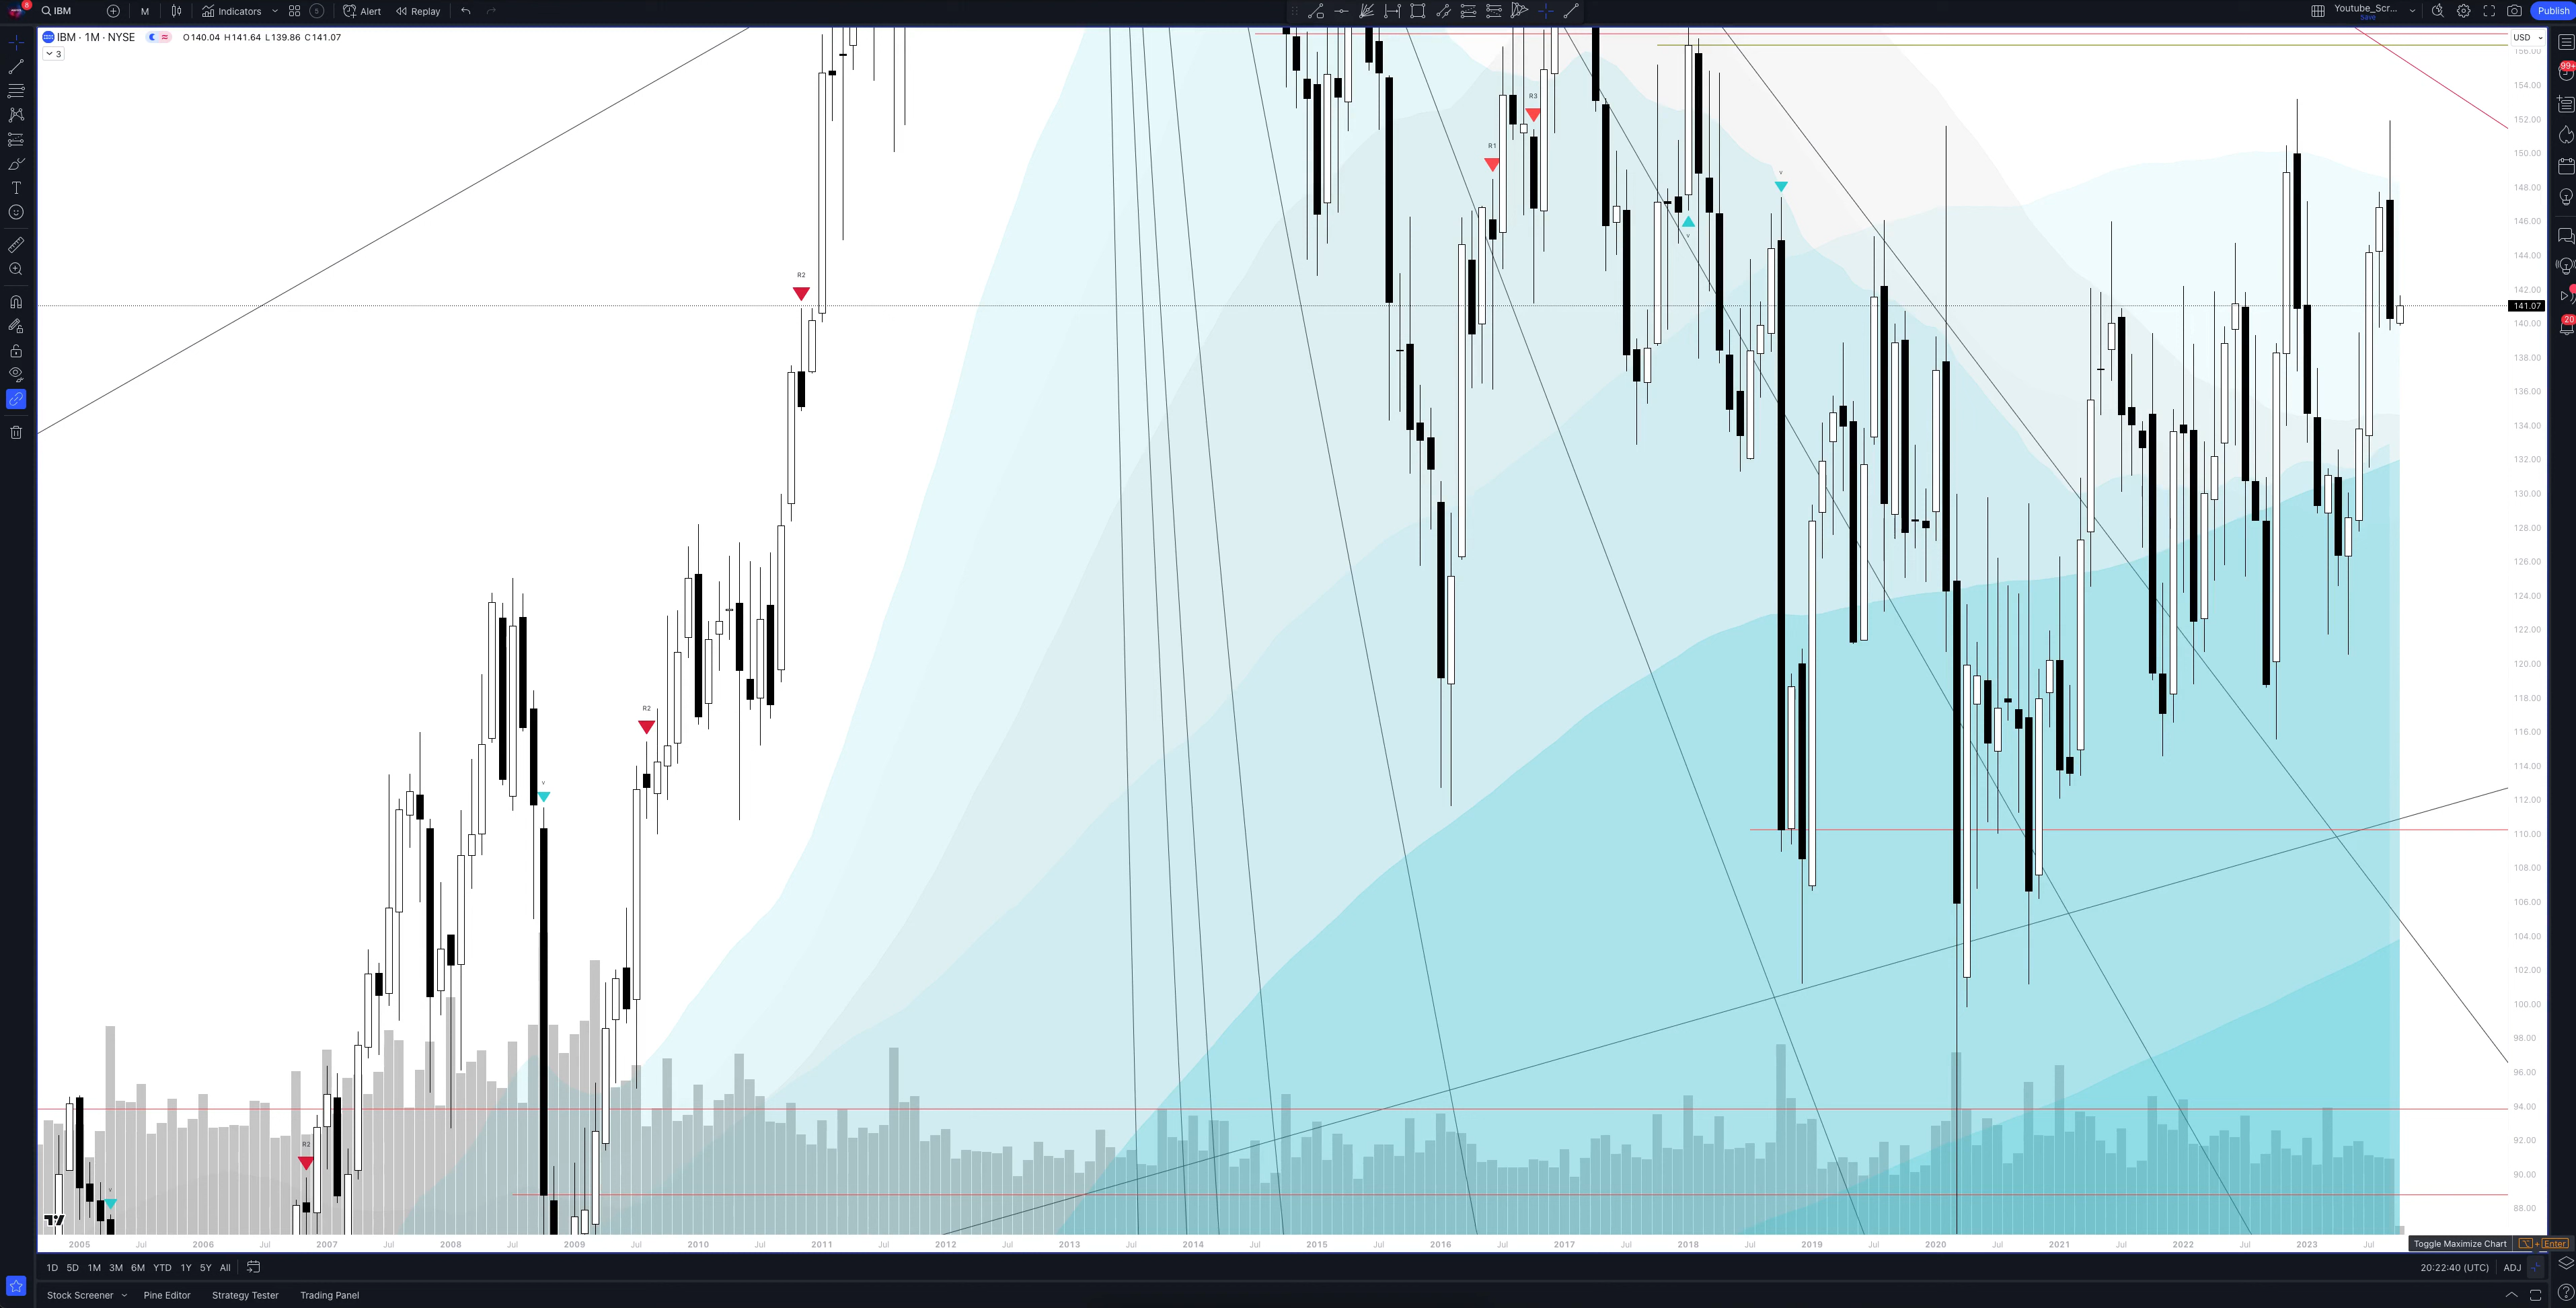 8 IBM M Indicators 5 Alert Replay Youtube_Scr... Save Publish
IBM · 1M · NYSE O140.04 H141.64 L139.86 C141.07 USD
3
156.00
154.00
152.00
150.00
148.00
146.00
144.00
142.00
141.07
140.00
138.00
136.00
134.00
132.00
130.00
128.00
126.00
124.00
122.00
120.00
118.00
116.00
114.00
112.00
110.00
108.00
106.00
104.00
102.00
100.00
98.00
96.00
94.00
92.00
90.00
88.00
R3
R1
v
v
R2
R2
v
R2
v
99+
20
2005 Jul 2006 Jul 2007 Jul 2008 Jul 2009 Jul 2010 Jul 2011 Jul 2012 Jul 2013 Jul 2014 Jul 2015 Jul 2016 Jul 2017 Jul 2018 Jul 2019 Jul 2020 Jul 2021 Jul 2022 Jul 2023 Jul
Toggle Maximize Chart ⌥ + Enter
1D 5D 1M 3M 6M YTD 1Y 5Y All 20:22:40 (UTC) ADJ
Stock Screener Pine Editor Strategy Tester Trading Panel